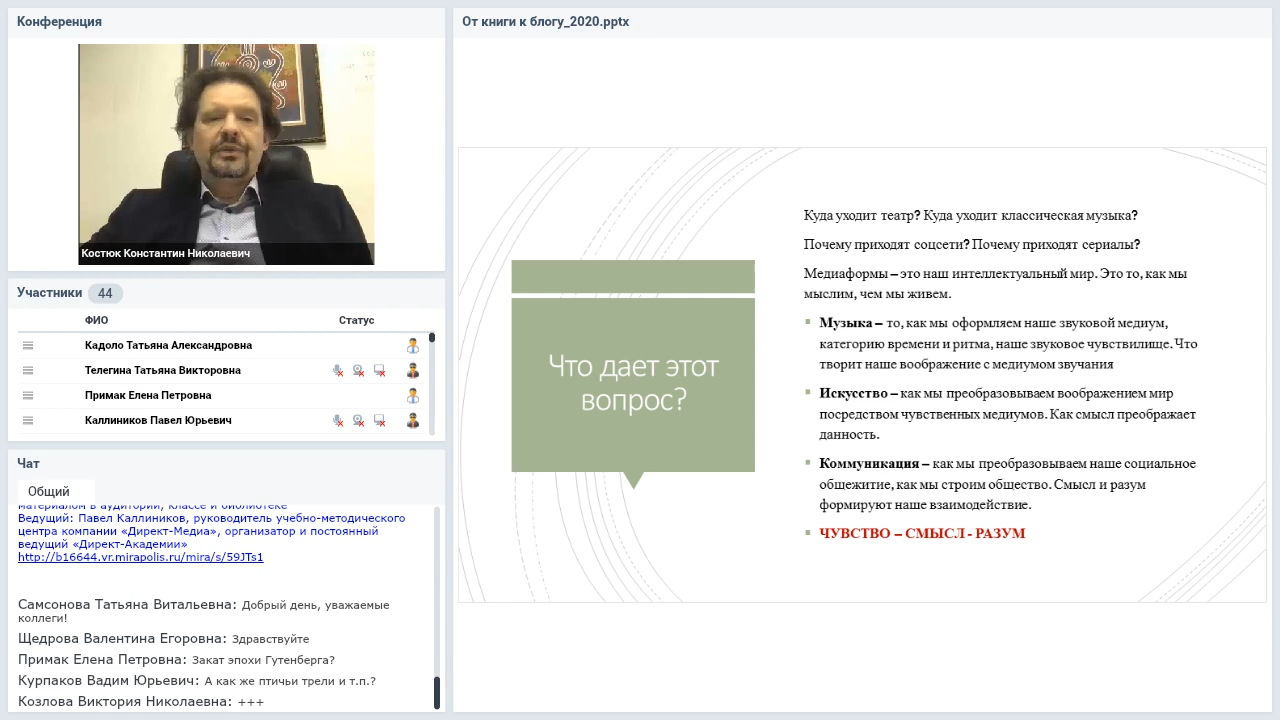 Конференция
Костюк Константин Николаевич
Участники 44
ФИО Статус
Кадоло Татьяна Александровна
Телегина Татьяна Викторовна
Примак Елена Петровна
Каллиников Павел Юрьевич
Чат
Общий
материалом в аудитории, классе и библиотеке
Ведущий: Павел Каллиников, руководитель учебно-методического
центра компании «Директ-Медиа», организатор и постоянный
ведущий «Директ-Академии»
http://b16644.vr.mirapolis.ru/mira/s/59JTs1
Самсонова Татьяна Витальевна: Добрый день, уважаемые
коллеги!
Щедрова Валентина Егоровна: Здравствуйте
Примак Елена Петровна: Закат эпохи Гутенберга?
Курпаков Вадим Юрьевич: А как же птичьи трели и т.п.?
Козлова Виктория Николаевна: +++
От книги к блогу_2020.pptx
Что дает этот
вопрос?
Куда уходит театр? Куда уходит классическая музыка?
Почему приходят соцсети? Почему приходят сериалы?
Медиаформы – это наш интеллектуальный мир. Это то, как мы
мыслим, чем мы живем.
Музыка – то, как мы оформляем наше звуковой медиум,
категорию времени и ритма, наше звуковое чувствилище. Что
творит наше воображение с медиумом звучания
Искусство – как мы преобразовываем воображением мир
посредством чувственных медиумов. Как смысл преображает
данность.
Коммуникация – как мы преобразовываем наше социальное
общежитие, как мы строим общество. Смысл и разум
формируют наше взаимодействие.
ЧУВСТВО – СМЫСЛ - РАЗУМ